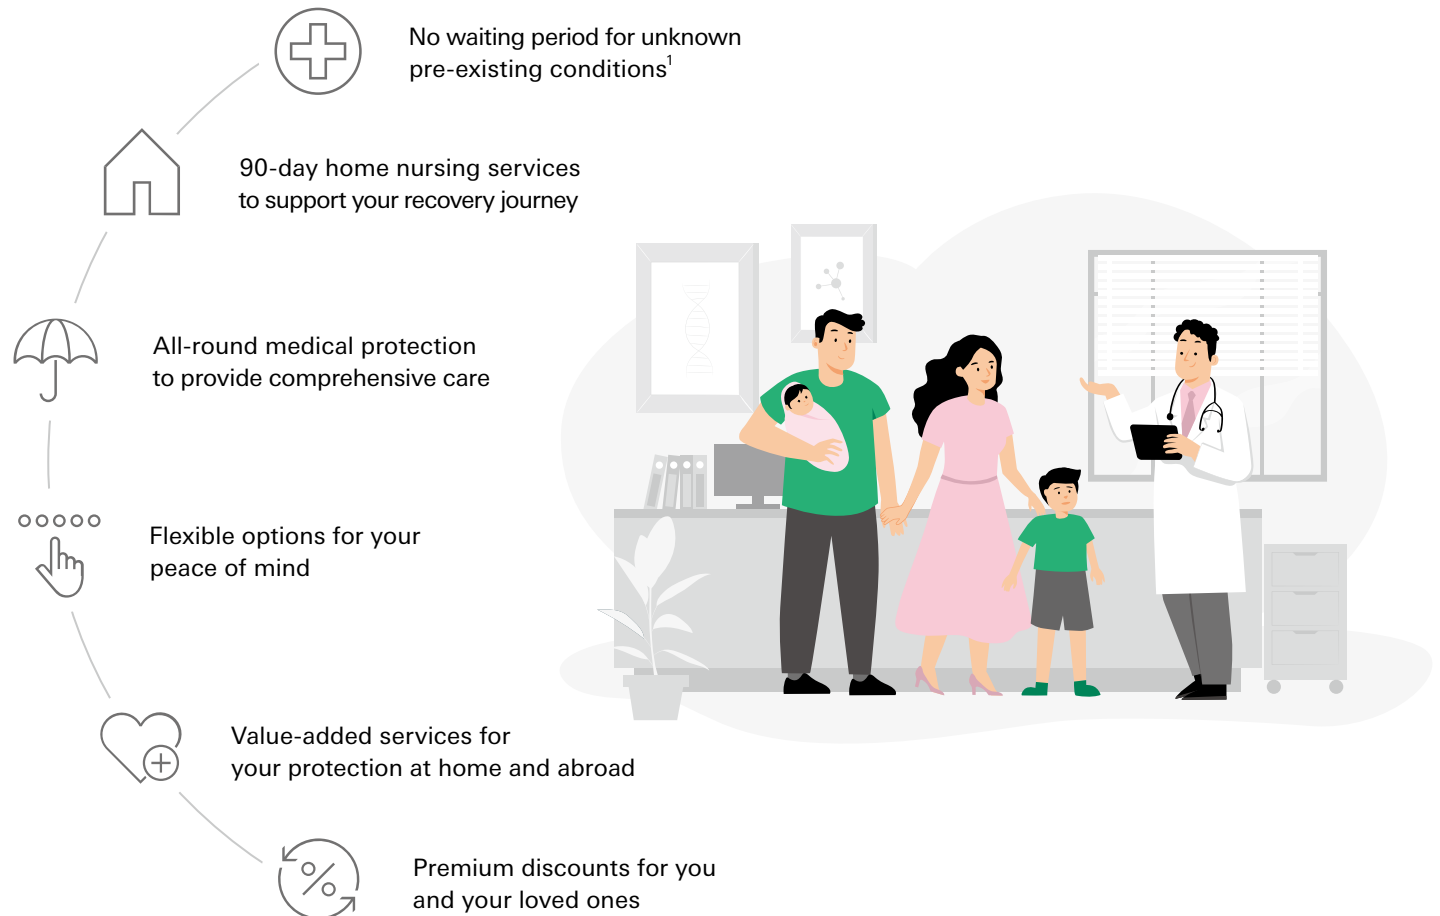 No waiting period for unknown
pre-existing conditions¹
90-day home nursing services
to support your recovery journey
All-round medical protection
to provide comprehensive care
Flexible options for your
peace of mind
Value-added services for
your protection at home and abroad
Premium discounts for you
and your loved ones